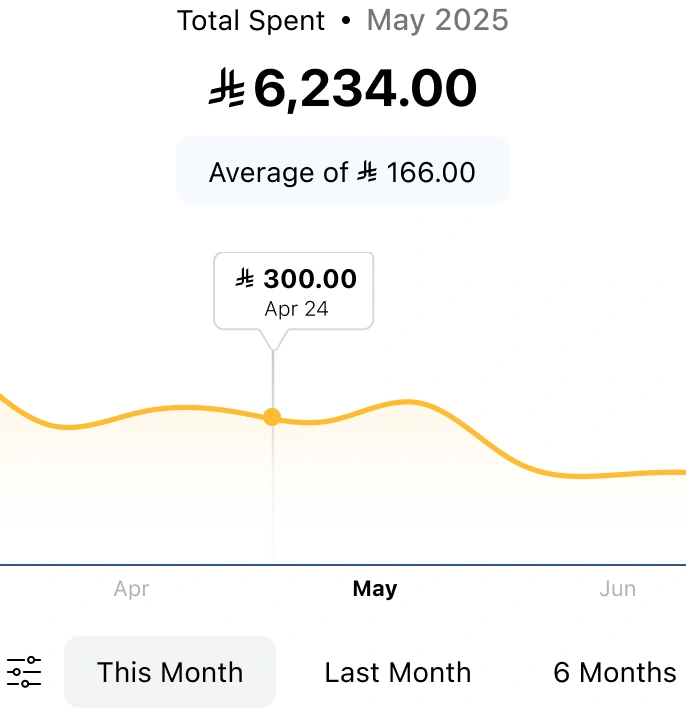 Total Spent • May 2025
⃁ 6,234.00
Average of ⃁ 166.00
⃁ 300.00
Apr 24
Apr May Jun
This Month Last Month 6 Months